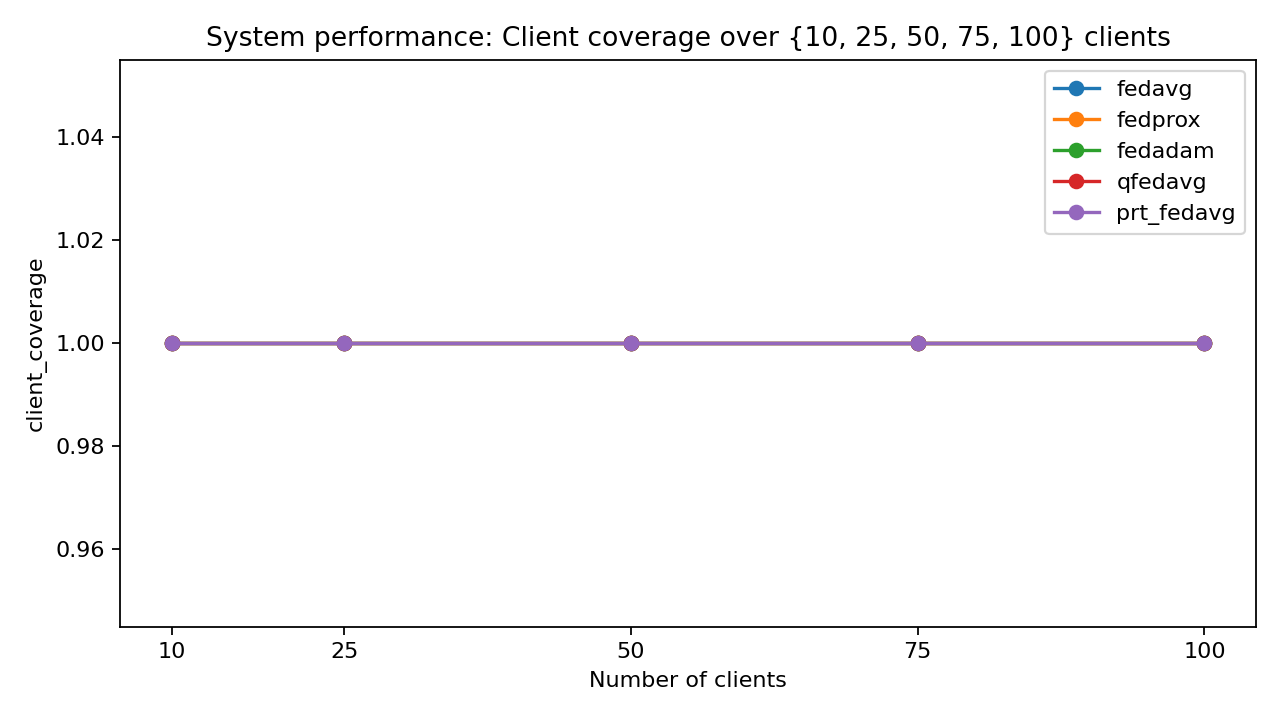 System performance: Client coverage over {10, 25, 50, 75, 100} clients
fedavg
fedprox
fedadam
qfedavg
prt_fedavg
client_coverage
1.04
1.02
1.00
0.98
0.96
10 25 50 75 100
Number of clients